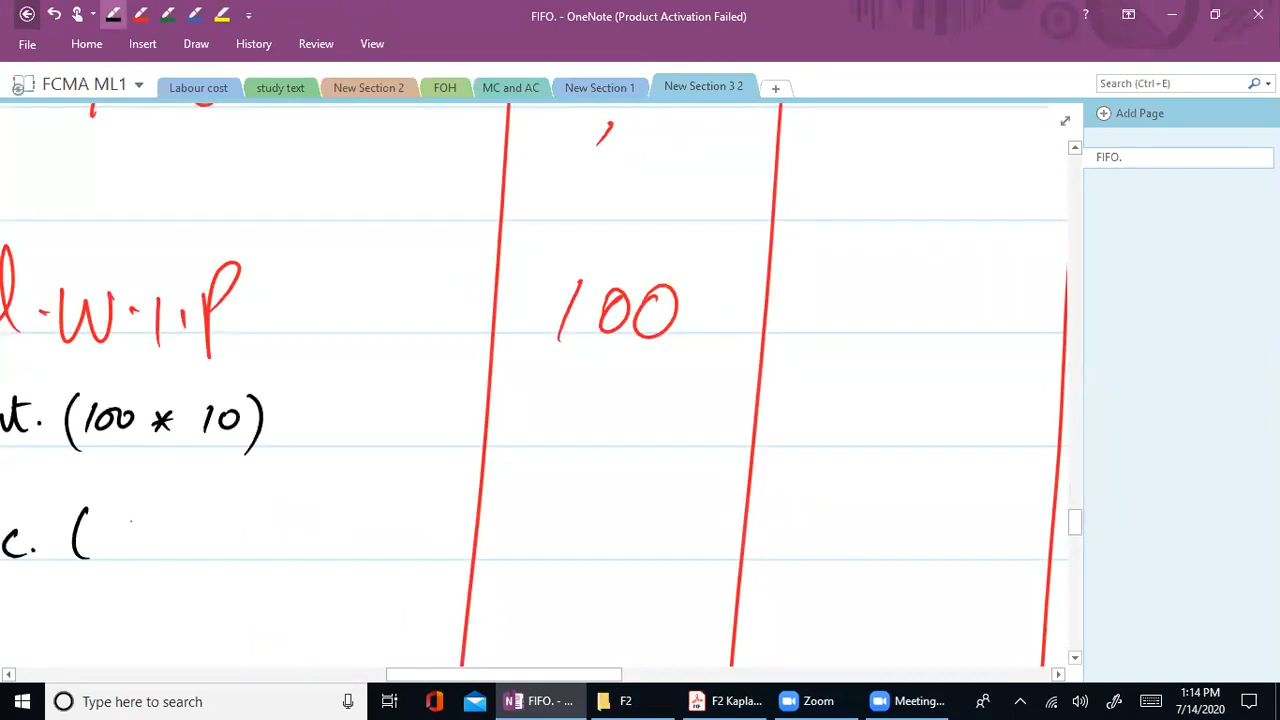 FIFO. - OneNote (Product Activation Failed)
?
File Home Insert Draw History Review View
FCMA ML1 Labour cost study text New Section 2 FOH MC and AC New Section 1 New Section 3 2
Search (Ctrl+E)
Add Page
FIFO.
W.I.P 100
t. (100 * 10)
c. (
Type here to search
FIFO. - ...
F2
F2 Kapla...
Zoom
Meeting...
1:14 PM
7/14/2020